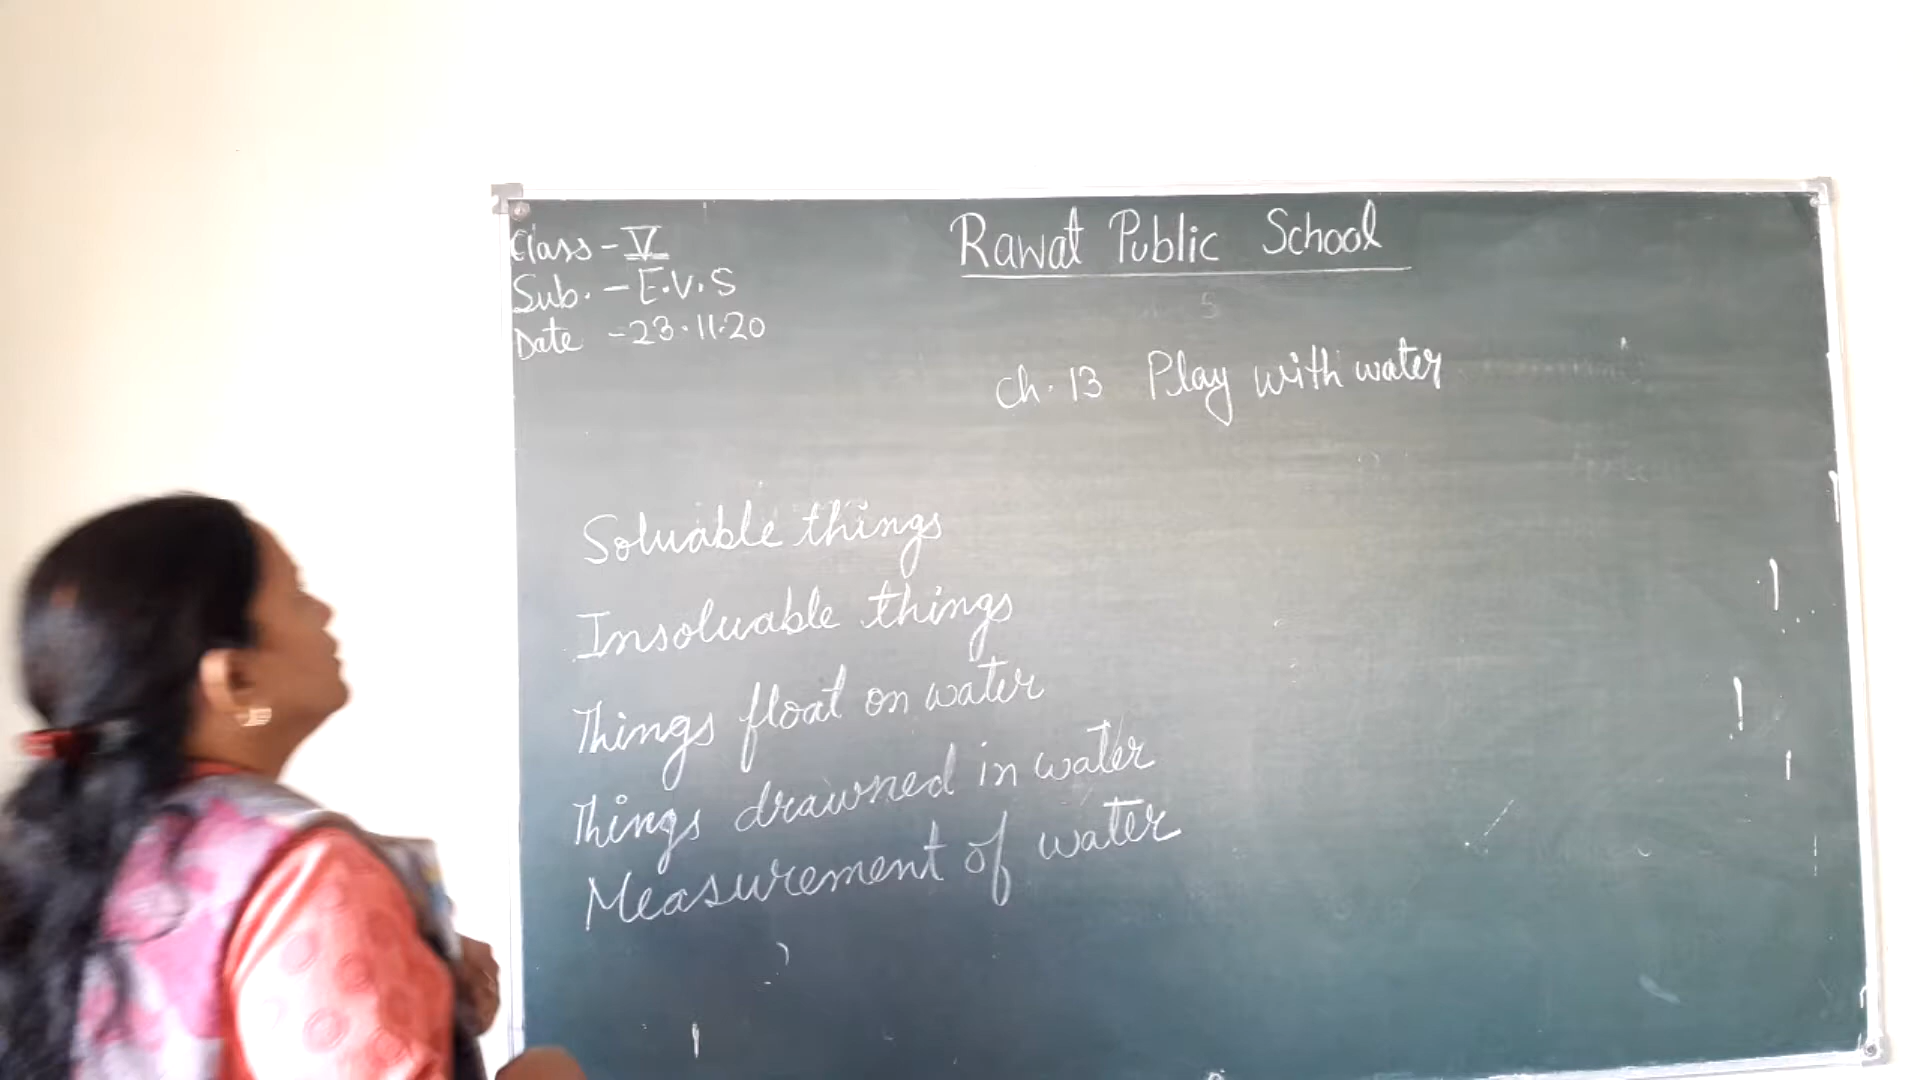 Rawat Public School
Class - V
Sub. - E.V.S
Date - 23.11.20
Ch. 13 Play with water
Soluable things
Insoluable things
Things float on water
Things drawned in water
Measurement of water